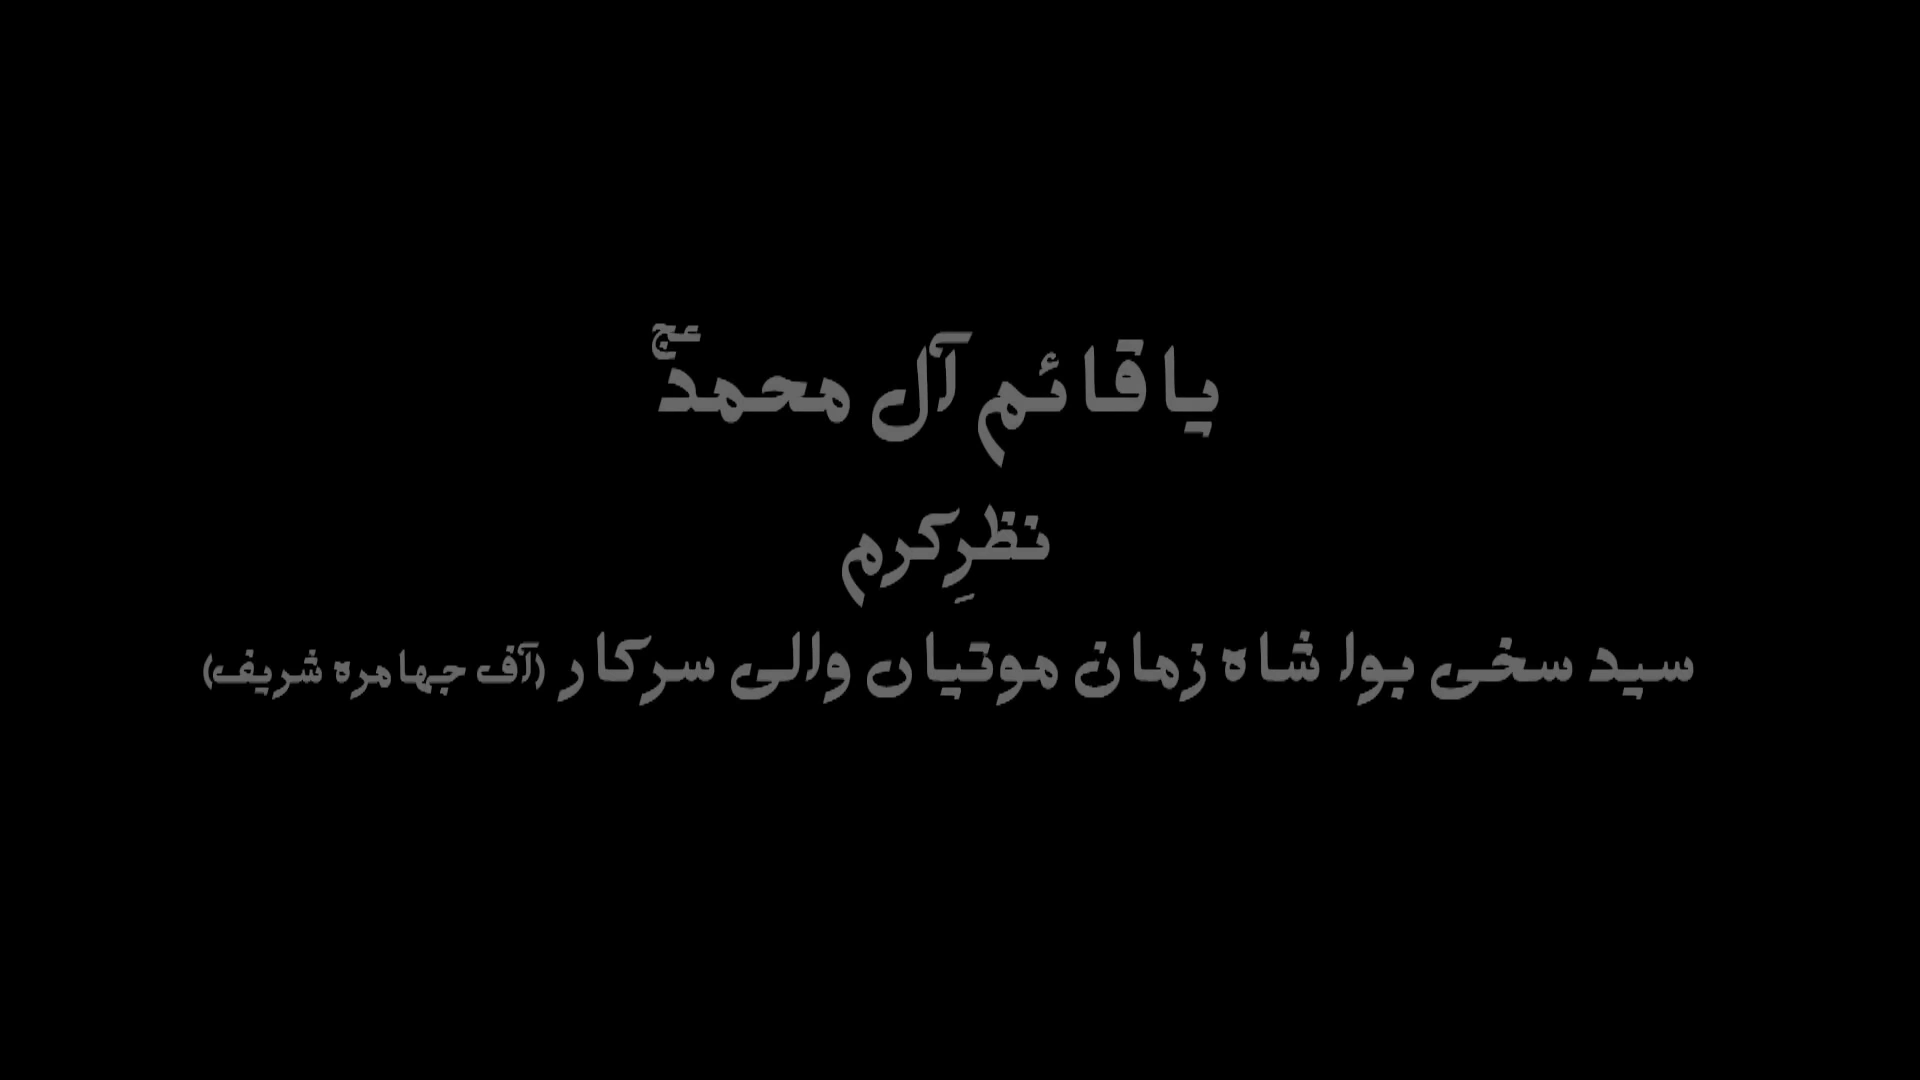 یا قائم آل محمدؐ عج
نظرِ کرم
سید سخی بوا شاہ زمان موتیاں والی سرکار (آف جہامرہ شریف)